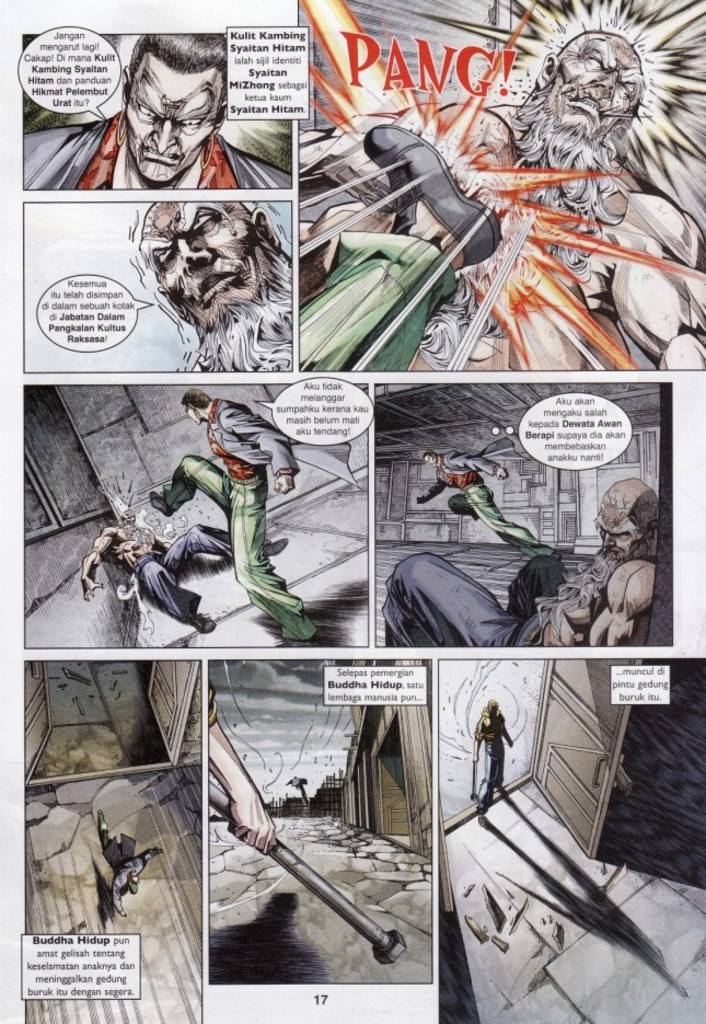 Jangan
mengarut lagi!
Cakap! Di mana Kulit
Kambing Syaitan
Hitam dan panduan
Hikmat Pelembut
Urat itu?
Kulit Kambing
Syaitan Hitam
ialah sijil identiti
Syaitan
MiZhong sebagai
ketua kaum
Syaitan Hitam.
PANG!
Kesemua
itu telah disimpan
di dalam sebuah kotak
di Jabatan Dalam
Pangkalan Kultus
Raksasa!
Aku tidak
melanggar
sumpahku kerana kau
masih belum mati
aku tendang!
Aku akan
mengaku salah
kepada Dewata Awan
Berapi supaya dia akan
membebaskan
anakku nanti!
Buddha Hidup pun
amat gelisah tentang
keselamatan anaknya dan
meninggalkan gedung
buruk itu dengan segera.
Selepas pemergian
Buddha Hidup, satu
lembaga manusia pun...
...muncul di
pintu gedung
buruk itu.
17